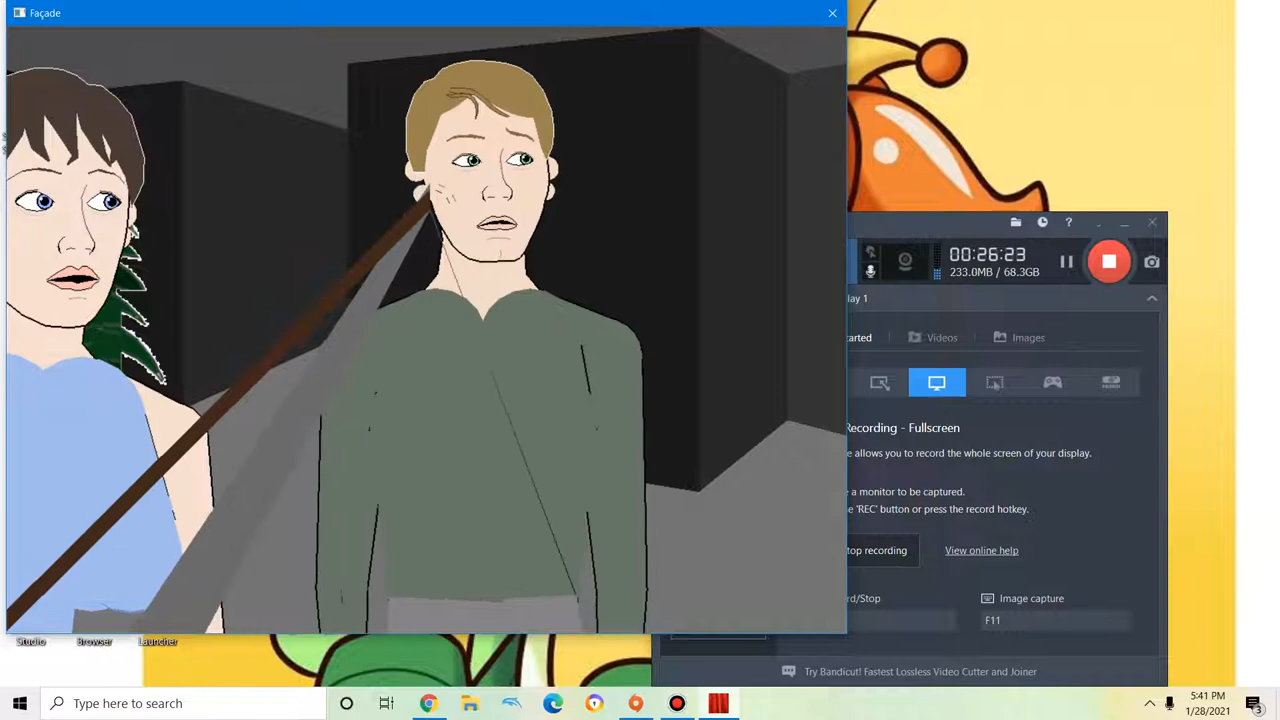 Façade
00:26:23
233.0MB / 68.3GB
lay 1
arted
Videos
Images
Recording - Fullscreen
e allows you to record the whole screen of your display.
e a monitor to be captured.
e 'REC' button or press the record hotkey.
top recording
View online help
rd/Stop
Image capture
F11
Studio
Browser
Launcher
Try Bandicut! Fastest Lossless Video Cutter and Joiner
Type here to search
5:41 PM
1/28/2021
3